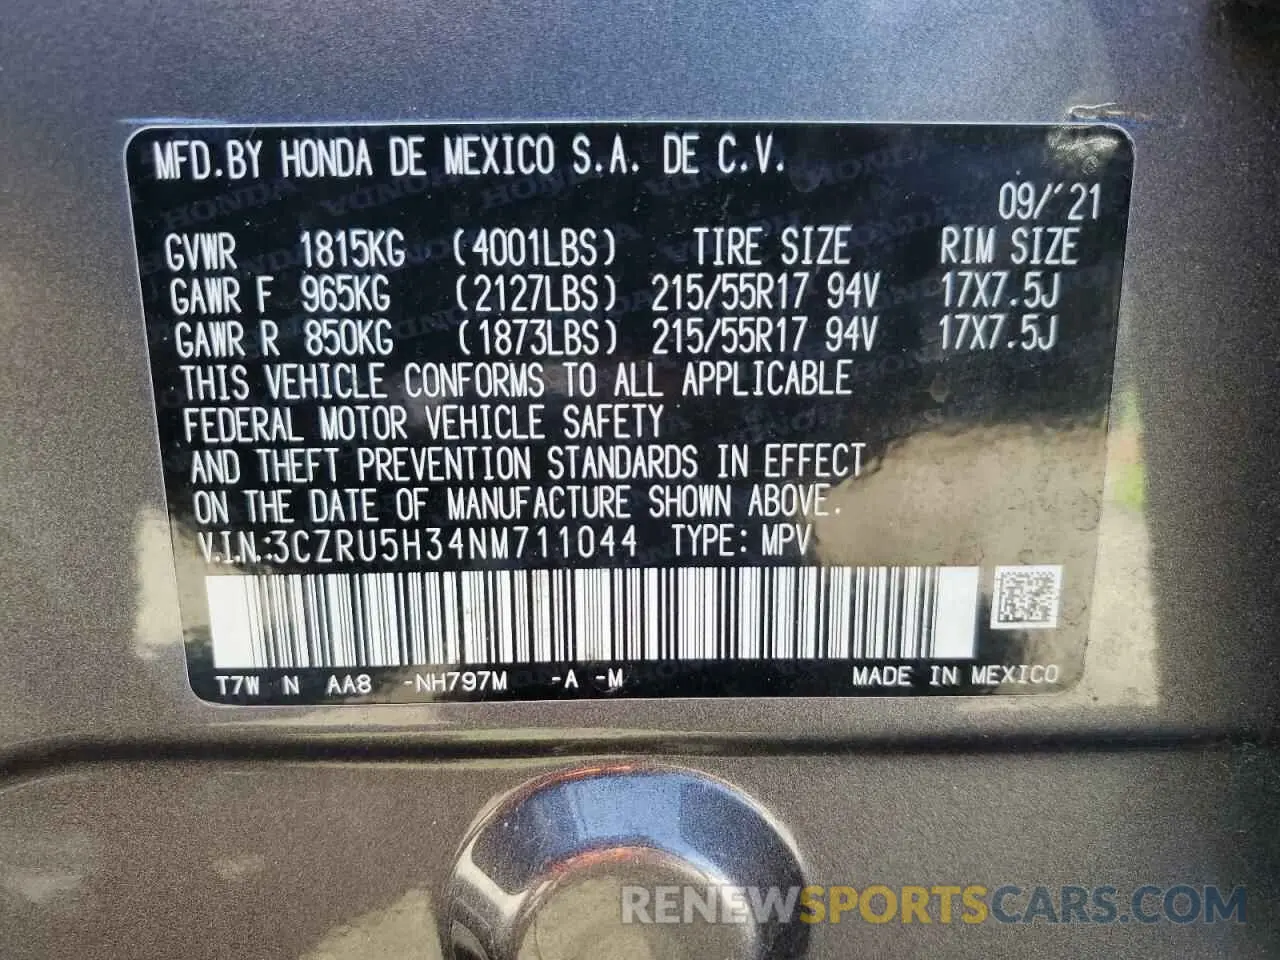 MFD.BY HONDA DE MEXICO S.A. DE C.V.
09/'21
GVWR 1815KG (4001LBS) TIRE SIZE RIM SIZE
GAWR F 965KG (2127LBS) 215/55R17 94V 17X7.5J
GAWR R 850KG (1873LBS) 215/55R17 94V 17X7.5J
THIS VEHICLE CONFORMS TO ALL APPLICABLE
FEDERAL MOTOR VEHICLE SAFETY
AND THEFT PREVENTION STANDARDS IN EFFECT
ON THE DATE OF MANUFACTURE SHOWN ABOVE.
V.I.N.:3CZRU5H34NM711044 TYPE: MPV
T7W N AA8 -NH797M -A -M MADE IN MEXICO
RENEWSPORTSCARS.COM